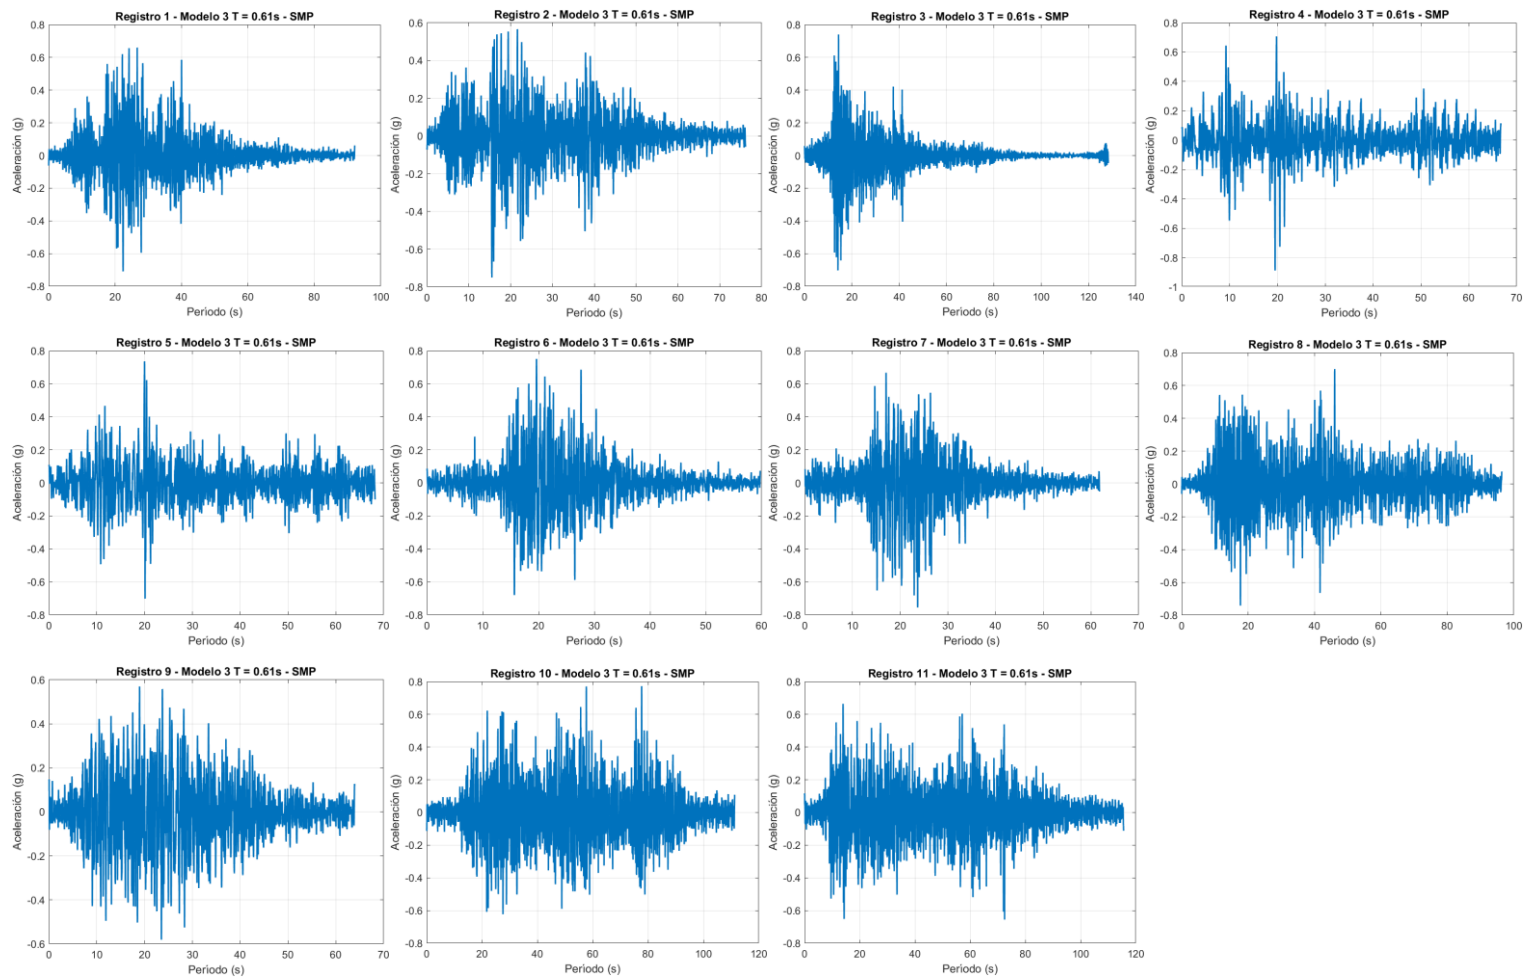 Registro 1 - Modelo 3 T = 0.61s - SMP
0.8
0.6
0.4
0.2
0
-0.2
-0.4
-0.6
-0.8
Aceleración (g)
0 20 40 60 80 100
Periodo (s)
Registro 2 - Modelo 3 T = 0.61s - SMP
0.6
0.4
0.2
0
-0.2
-0.4
-0.6
-0.8
Aceleración (g)
0 10 20 30 40 50 60 70 80
Periodo (s)
Registro 3 - Modelo 3 T = 0.61s - SMP
0.8
0.6
0.4
0.2
0
-0.2
-0.4
-0.6
-0.8
Aceleración (g)
0 20 40 60 80 100 120 140
Periodo (s)
Registro 4 - Modelo 3 T = 0.61s - SMP
0.8
0.6
0.4
0.2
0
-0.2
-0.4
-0.6
-0.8
-1
Aceleración (g)
0 10 20 30 40 50 60 70
Periodo (s)
Registro 5 - Modelo 3 T = 0.61s - SMP
0.8
0.6
0.4
0.2
0
-0.2
-0.4
-0.6
-0.8
Aceleración (g)
0 10 20 30 40 50 60 70
Periodo (s)
Registro 6 - Modelo 3 T = 0.61s - SMP
0.8
0.6
0.4
0.2
0
-0.2
-0.4
-0.6
-0.8
Aceleración (g)
0 10 20 30 40 50 60
Periodo (s)
Registro 7 - Modelo 3 T = 0.61s - SMP
0.8
0.6
0.4
0.2
0
-0.2
-0.4
-0.6
-0.8
Aceleración (g)
0 10 20 30 40 50 60 70
Periodo (s)
Registro 8 - Modelo 3 T = 0.61s - SMP
0.8
0.6
0.4
0.2
0
-0.2
-0.4
-0.6
-0.8
Aceleración (g)
0 20 40 60 80 100
Periodo (s)
Registro 9 - Modelo 3 T = 0.61s - SMP
0.6
0.4
0.2
0
-0.2
-0.4
-0.6
Aceleración (g)
0 10 20 30 40 50 60 70
Periodo (s)
Registro 10 - Modelo 3 T = 0.61s - SMP
0.8
0.6
0.4
0.2
0
-0.2
-0.4
-0.6
-0.8
Aceleración (g)
0 20 40 60 80 100 120
Periodo (s)
Registro 11 - Modelo 3 T = 0.61s - SMP
0.8
0.6
0.4
0.2
0
-0.2
-0.4
-0.6
-0.8
Aceleración (g)
0 20 40 60 80 100 120
Periodo (s)